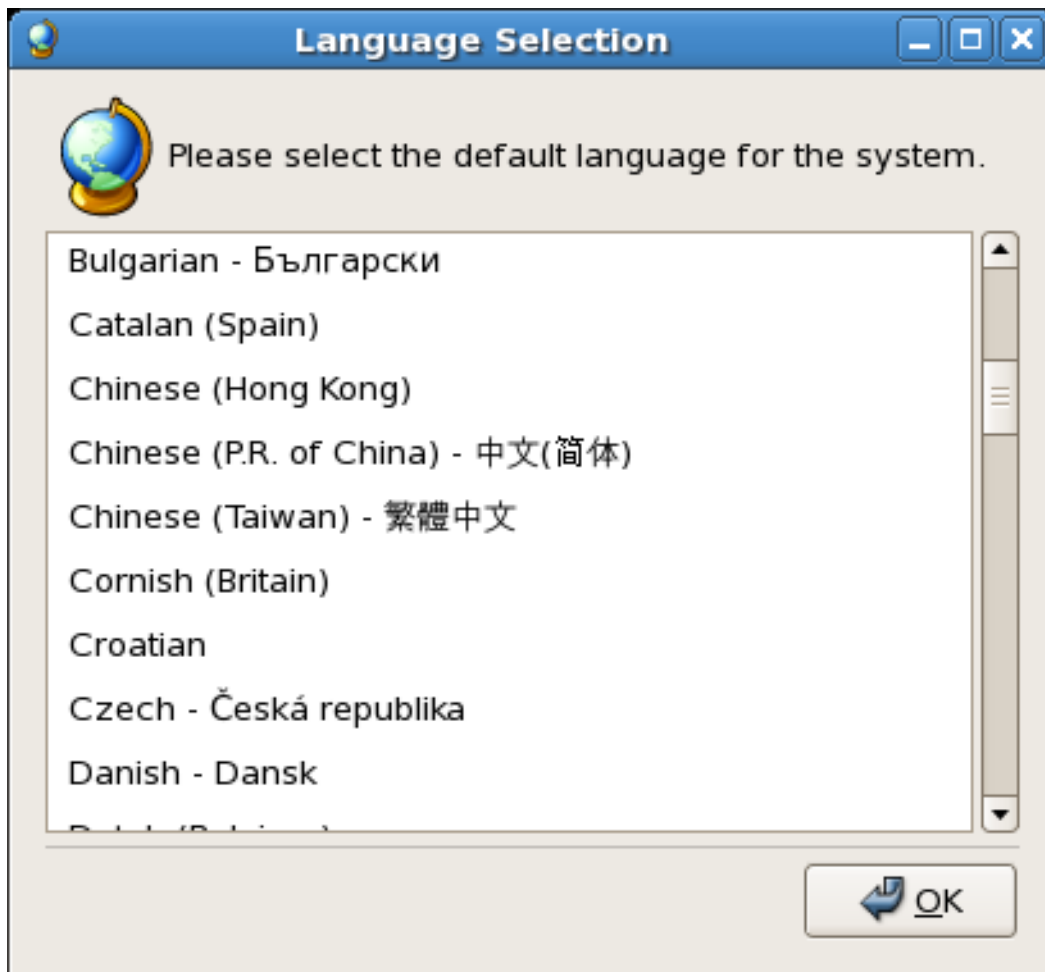 Language Selection
Please select the default language for the system.
Bulgarian - Български
Catalan (Spain)
Chinese (Hong Kong)
Chinese (P.R. of China) - 中文(简体)
Chinese (Taiwan) - 繁體中文
Cornish (Britain)
Croatian
Czech - Česká republika
Danish - Dansk
OK